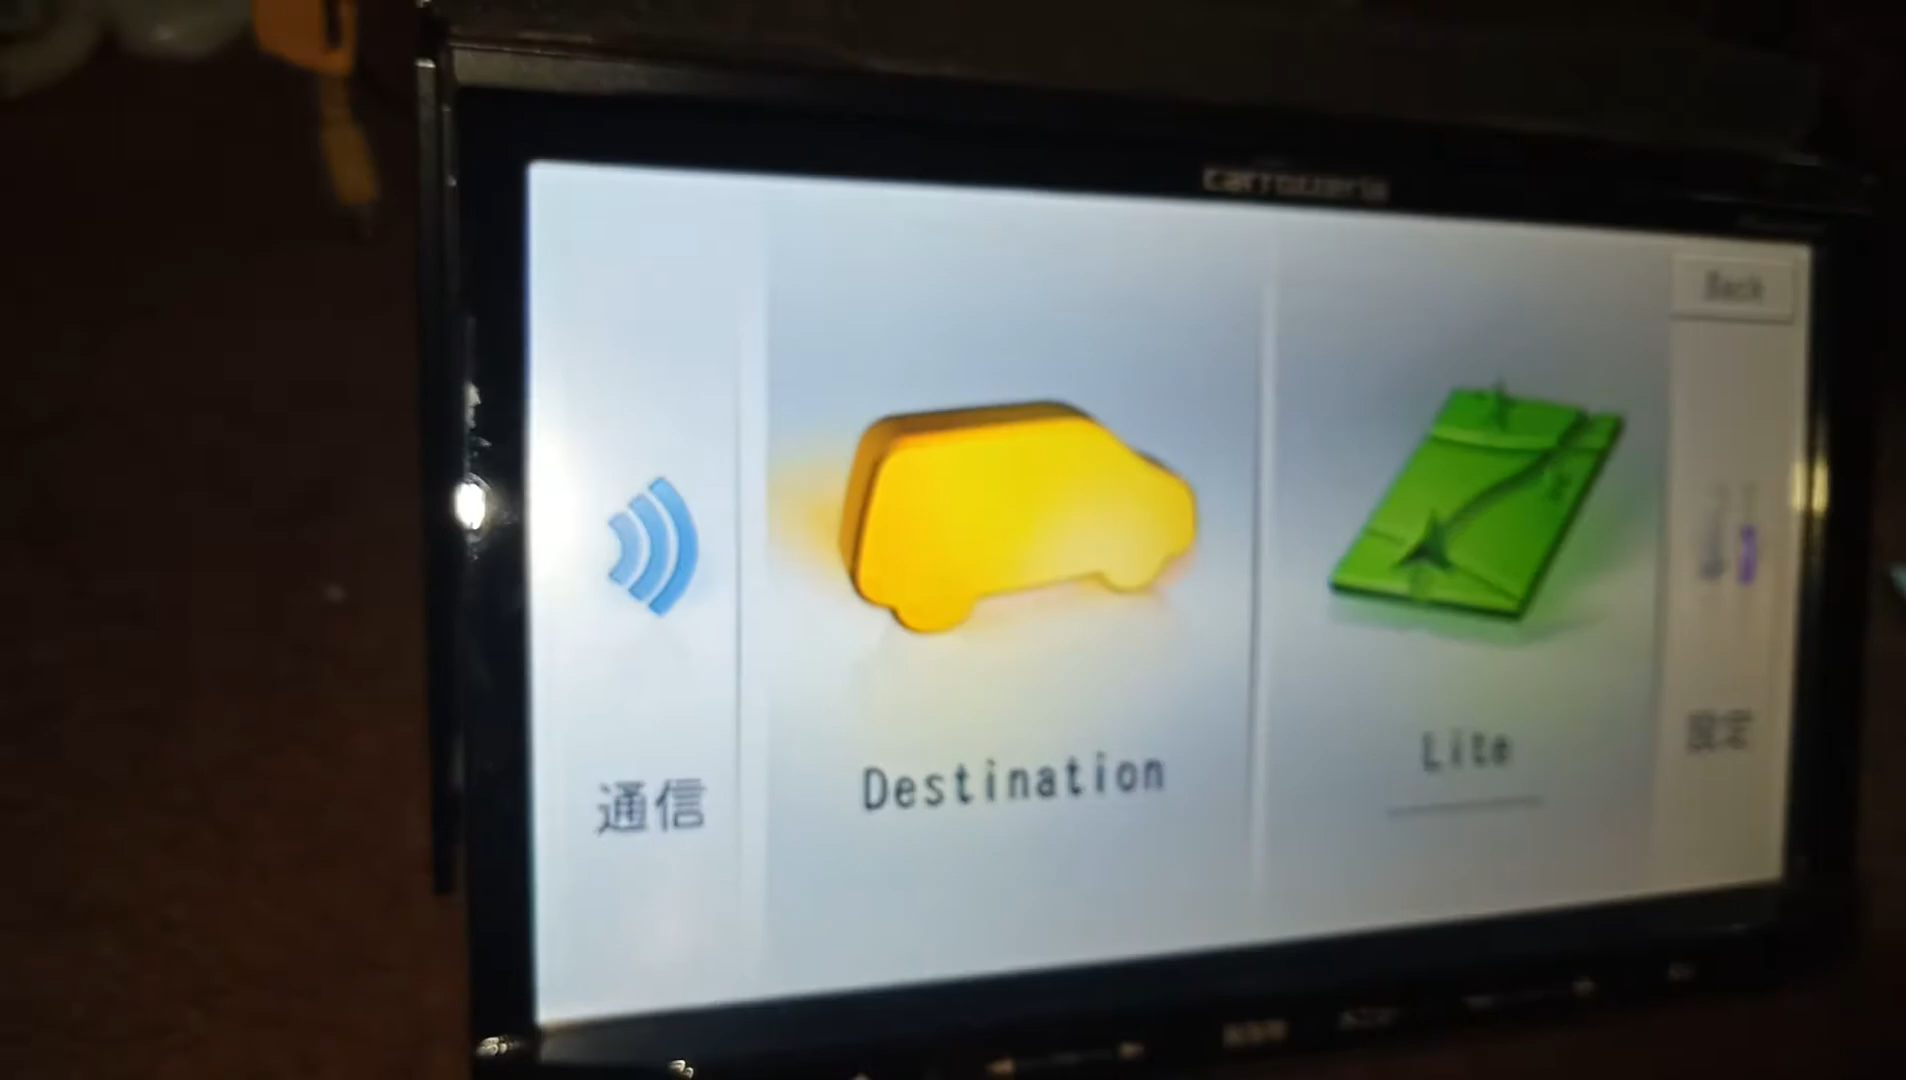 carrozzeria
Back
通信
Destination
Lite
設定